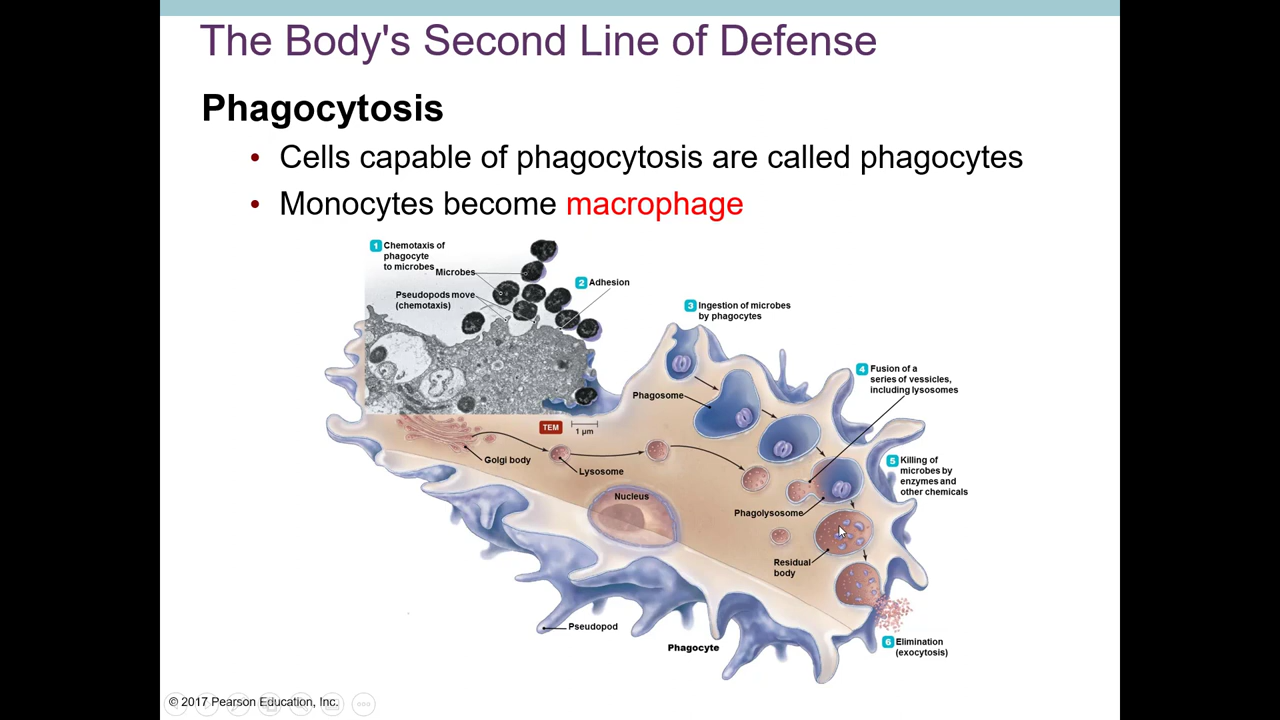 The Body's Second Line of Defense
Phagocytosis
• Cells capable of phagocytosis are called phagocytes
• Monocytes become macrophage
1 Chemotaxis of
phagocyte
to microbes
Microbes
Pseudopods move
(chemotaxis)
2 Adhesion
3 Ingestion of microbes
by phagocytes
4 Fusion of a
series of vessicles,
including lysosomes
Phagosome
TEM
1 µm
Golgi body
Lysosome
5 Killing of
microbes by
enzymes and
other chemicals
Nucleus
Phagolysosome
Residual
body
Pseudopod
Phagocyte
6 Elimination
(exocytosis)
© 2017 Pearson Education, Inc.